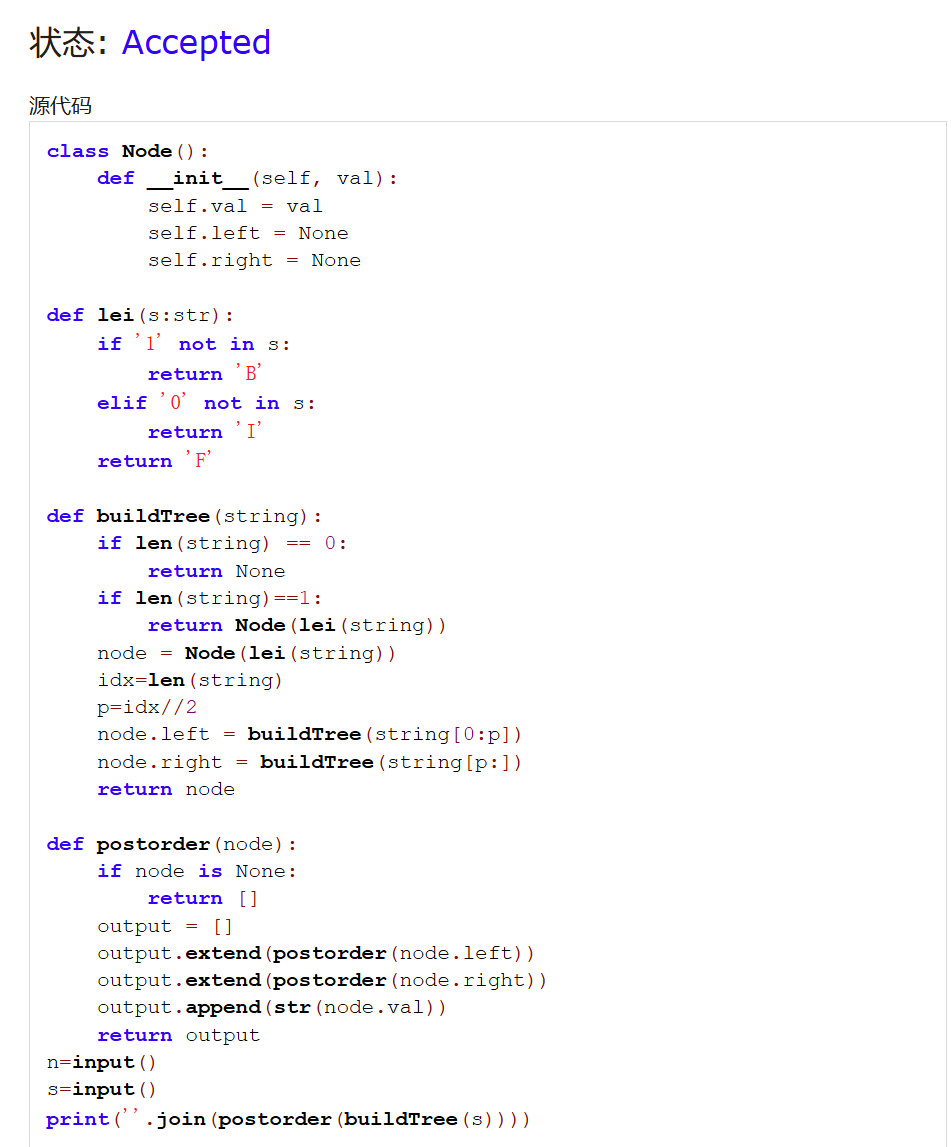 状态: Accepted
源代码
class Node():
    def __init__(self, val):
        self.val = val
        self.left = None
        self.right = None

def lei(s:str):
    if '1' not in s:
        return 'B'
    elif '0' not in s:
        return 'I'
    return 'F'

def buildTree(string):
    if len(string) == 0:
        return None
    if len(string)==1:
        return Node(lei(string))
    node = Node(lei(string))
    idx=len(string)
    p=idx//2
    node.left = buildTree(string[0:p])
    node.right = buildTree(string[p:])
    return node

def postorder(node):
    if node is None:
        return []
    output = []
    output.extend(postorder(node.left))
    output.extend(postorder(node.right))
    output.append(str(node.val))
    return output
n=input()
s=input()
print(''.join(postorder(buildTree(s))))